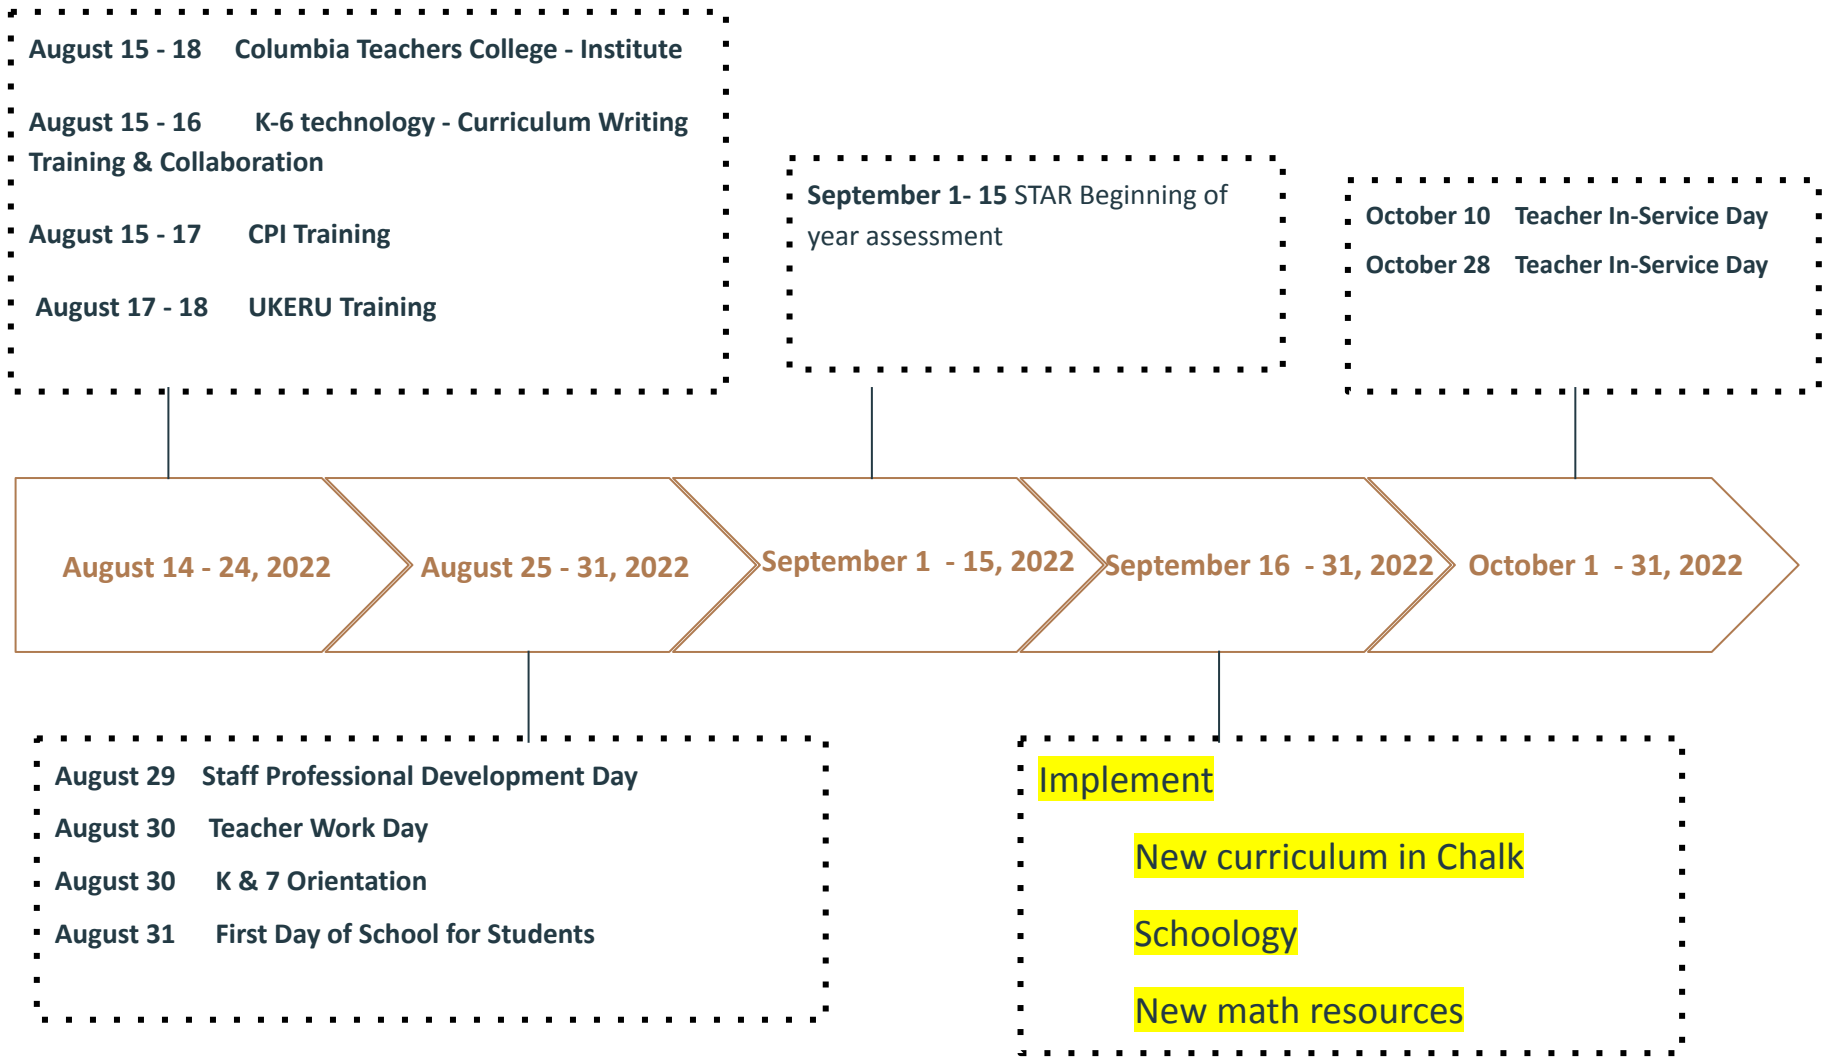 August 15 - 18 Columbia Teachers College - Institute
August 15 - 16 K-6 technology - Curriculum Writing
Training & Collaboration
August 15 - 17 CPI Training
August 17 - 18 UKERU Training
September 1- 15 STAR Beginning of
year assessment
October 10 Teacher In-Service Day
October 28 Teacher In-Service Day
August 14 - 24, 2022
August 25 - 31, 2022
September 1 - 15, 2022
September 16 - 31, 2022
October 1 - 31, 2022
August 29 Staff Professional Development Day
August 30 Teacher Work Day
August 30 K & 7 Orientation
August 31 First Day of School for Students
Implement
New curriculum in Chalk
Schoology
New math resources